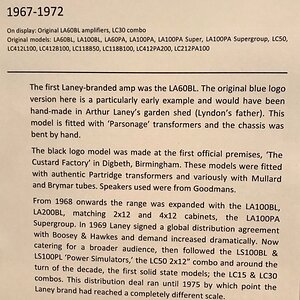 1967-1972
On display: Original LA60BL amplifiers, LC30 combo
Original models: LA60BL, LA100BL, LA60PA, LA100PA, LA100PA Super, LA100PA Supergroup, LC50,
LC412L100, LC412B100, LC118B50, LC118B100, LC412PA200, LC212PA100
The first Laney-branded amp was the LA60BL. The original blue logo
version here is a particularly early example and would have been
hand-made in Arthur Laney's garden shed (Lyndon's father). This
model is fitted with 'Parsonage' transformers and the chassis was
bent by hand.
The black logo model was made at the first official premises, 'The
Custard Factory' in Digbeth, Birmingham. These models were fitted
with authentic Partridge transformers and variously with Mullard
and Brymar tubes. Speakers used were from Goodmans.
From 1968 onwards the range was expanded with the LA100BL,
LA200BL, matching 2x12 and 4x12 cabinets, the LA100PA
Supergroup. In 1969 Laney signed a global distribution agreement
with Boosey & Hawkes and demand increased dramatically. Now
catering for a broader audience, then followed the LS100BL &
LS100PL 'Power Simulators,' the LC50 2x12" combo and around the
turn of the decade, the first solid state models; the LC15 & LC30
combos. This distribution deal ran until 1975 by which point the
Laney brand had reached a completely different scale.